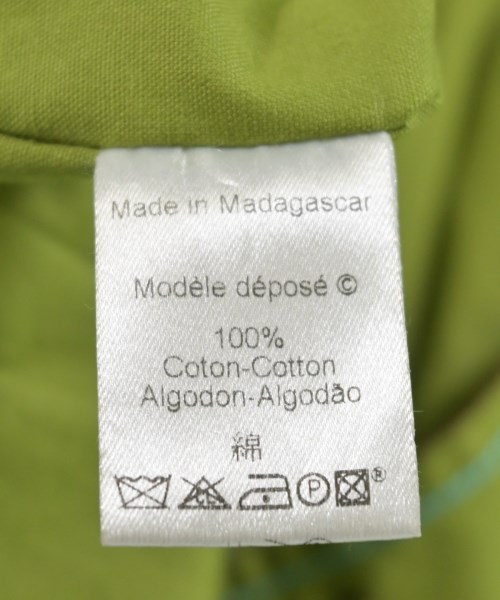 Made in Madagascar
Modèle déposé ©
100%
Coton-Cotton
Algodon-Algodão
綿
P ®